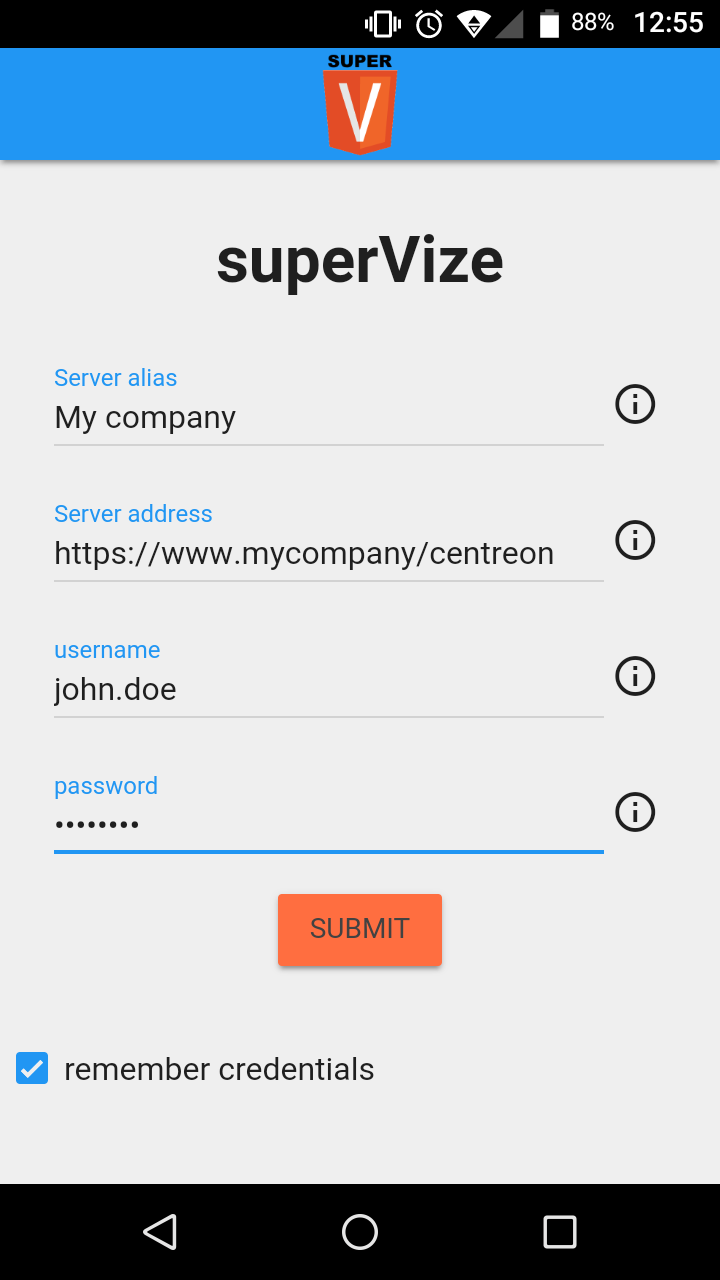 88% 12:55
SUPER
V
superVize
Server alias
My company
Server address
https://www.mycompany/centreon
username
john.doe
password
••••••••
SUBMIT
remember credentials